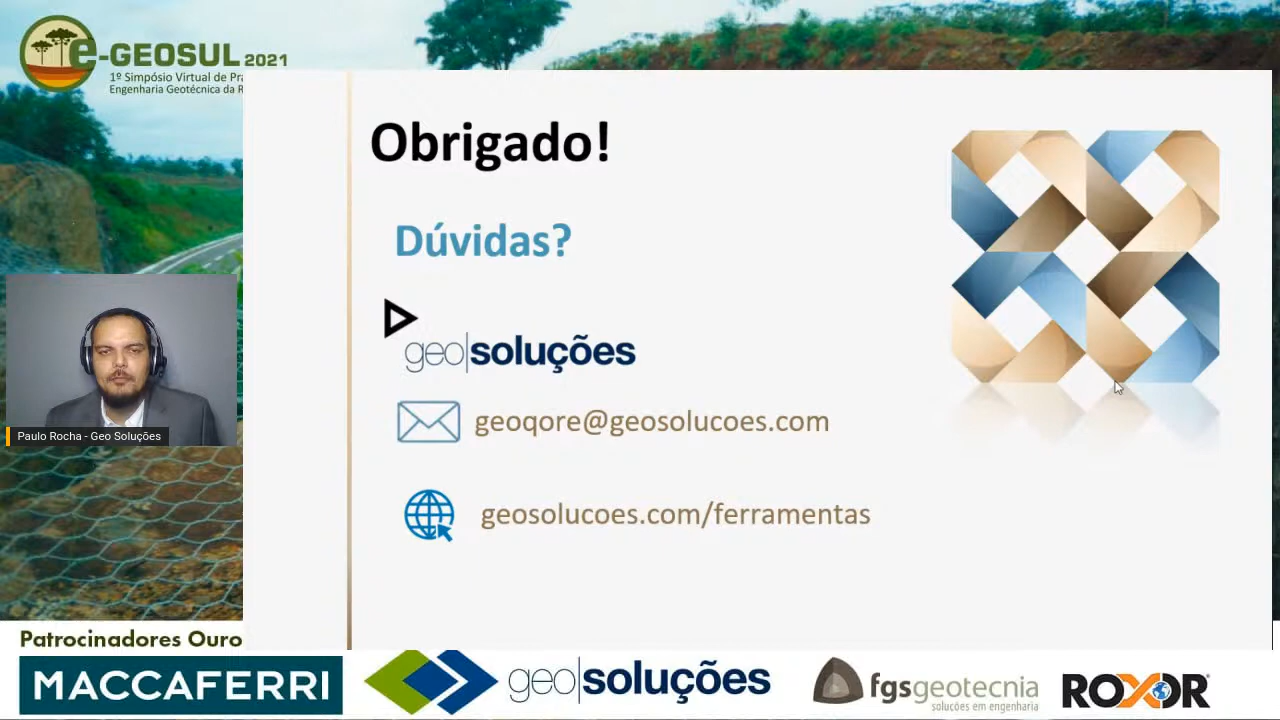 e-GEOSUL 2021
1º Simpósio Virtual de Pra
Engenharia Geotécnica da R
Obrigado!
Dúvidas?
geo|soluções
geoqore@geosolucoes.com
geosolucoes.com/ferramentas
Paulo Rocha - Geo Soluções
Patrocinadores Ouro
MACCAFERRI
geo|soluções
fgsgeotecnia
soluções em engenharia
ROXOR